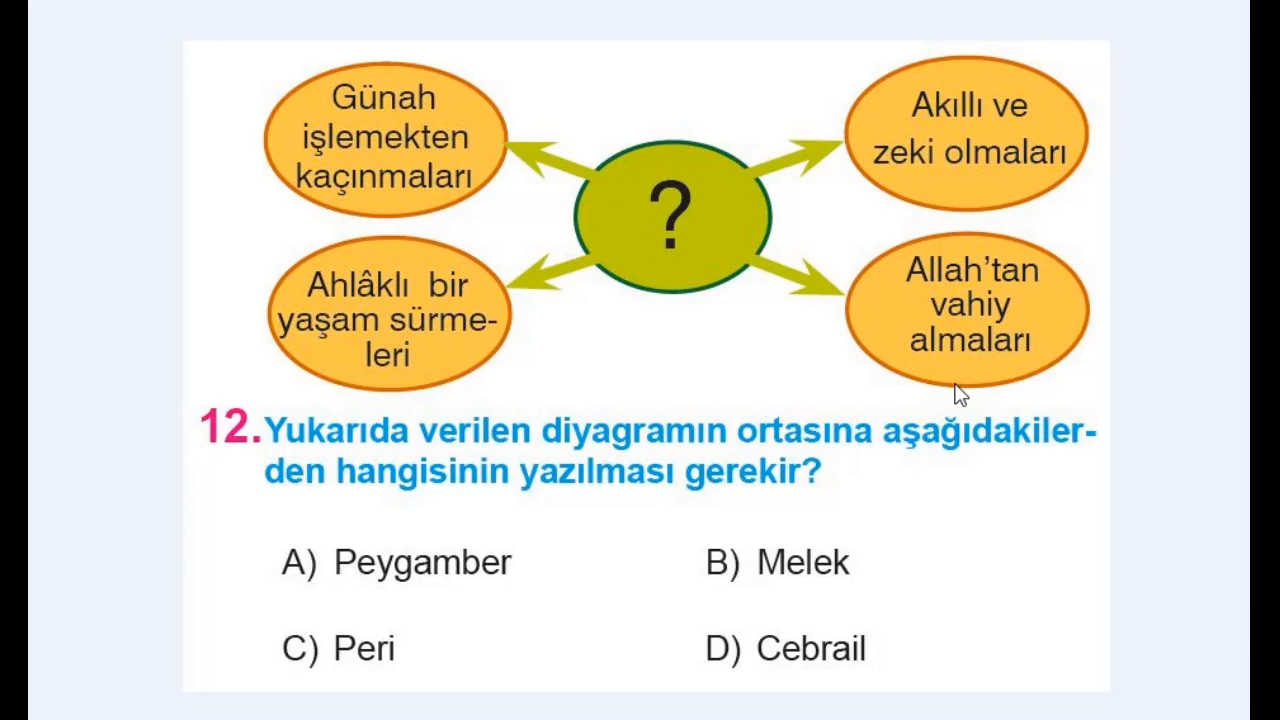 Günah
işlemekten
kaçınmaları
Akıllı ve
zeki olmaları
?
Ahlâklı bir
yaşam sürme-
leri
Allah’tan
vahiy
almaları
12. Yukarıda verilen diyagramın ortasına aşağıdakiler-
den hangisinin yazılması gerekir?
A) Peygamber
B) Melek
C) Peri
D) Cebrail